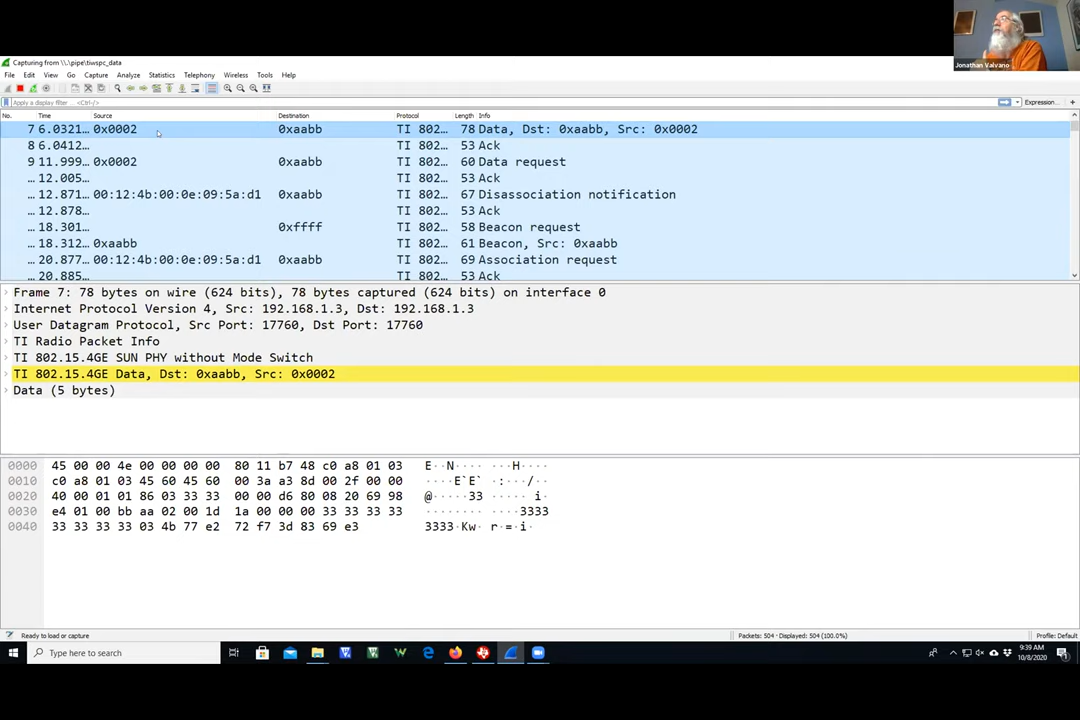 Jonathan Valvano
Capturing from \\.\pipe\tiwspc_data
File Edit View Go Capture Analyze Statistics Telephony Wireless Tools Help
Apply a display filter ... <Ctrl-/> Expression... +
No. Time Source Destination Protocol Length Info
7 6.0321... 0x0002 0xaabb TI 802... 78 Data, Dst: 0xaabb, Src: 0x0002
8 6.0412... TI 802... 53 Ack
9 11.999... 0x0002 0xaabb TI 802... 60 Data request
... 12.005... TI 802... 53 Ack
... 12.871... 00:12:4b:00:0e:09:5a:d1 0xaabb TI 802... 67 Disassociation notification
... 12.878... TI 802... 53 Ack
... 18.301... 0xffff TI 802... 58 Beacon request
... 18.312... 0xaabb TI 802... 61 Beacon, Src: 0xaabb
... 20.877... 00:12:4b:00:0e:09:5a:d1 0xaabb TI 802... 69 Association request
... 20.885... TI 802... 53 Ack
Frame 7: 78 bytes on wire (624 bits), 78 bytes captured (624 bits) on interface 0
Internet Protocol Version 4, Src: 192.168.1.3, Dst: 192.168.1.3
User Datagram Protocol, Src Port: 17760, Dst Port: 17760
TI Radio Packet Info
TI 802.15.4GE SUN PHY without Mode Switch
TI 802.15.4GE Data, Dst: 0xaabb, Src: 0x0002
Data (5 bytes)
0000 45 00 00 4e 00 00 00 00 80 11 b7 48 c0 a8 01 03 E··N···· ···H····
0010 c0 a8 01 03 45 60 45 60 00 3a a3 8d 00 2f 00 00 ····E`E` ·:···/··
0020 40 00 01 01 86 03 33 33 00 00 d6 80 08 20 69 98 @·····33 ····· i·
0030 e4 01 00 bb aa 02 00 1d 1a 00 00 00 33 33 33 33 ········ ····3333
0040 33 33 33 33 03 4b 77 e2 72 f7 3d 83 69 e3 3333·Kw· r·=·i·
Ready to load or capture Packets: 504 · Displayed: 504 (100.0%) Profile: Default
Type here to search
9:39 AM
10/8/2020